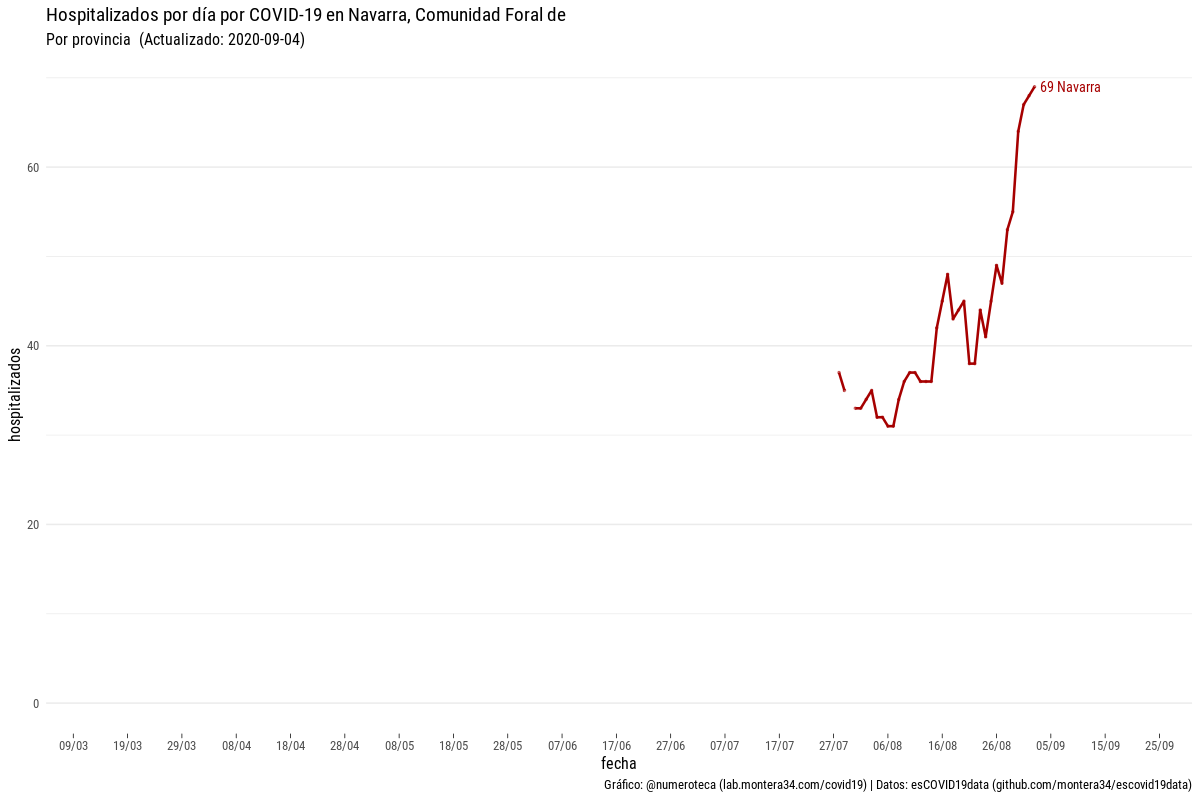 Hospitalizados por día por COVID-19 en Navarra, Comunidad Foral de
Por provincia (Actualizado: 2020-09-04)
69 Navarra
60
40
20
0
hospitalizados
09/03 19/03 29/03 08/04 18/04 28/04 08/05 18/05 28/05 07/06 17/06 27/06 07/07 17/07 27/07 06/08 16/08 26/08 05/09 15/09 25/09
fecha
Gráfico: @numeroteca (lab.montera34.com/covid19) | Datos: esCOVID19data (github.com/montera34/escovid19data)